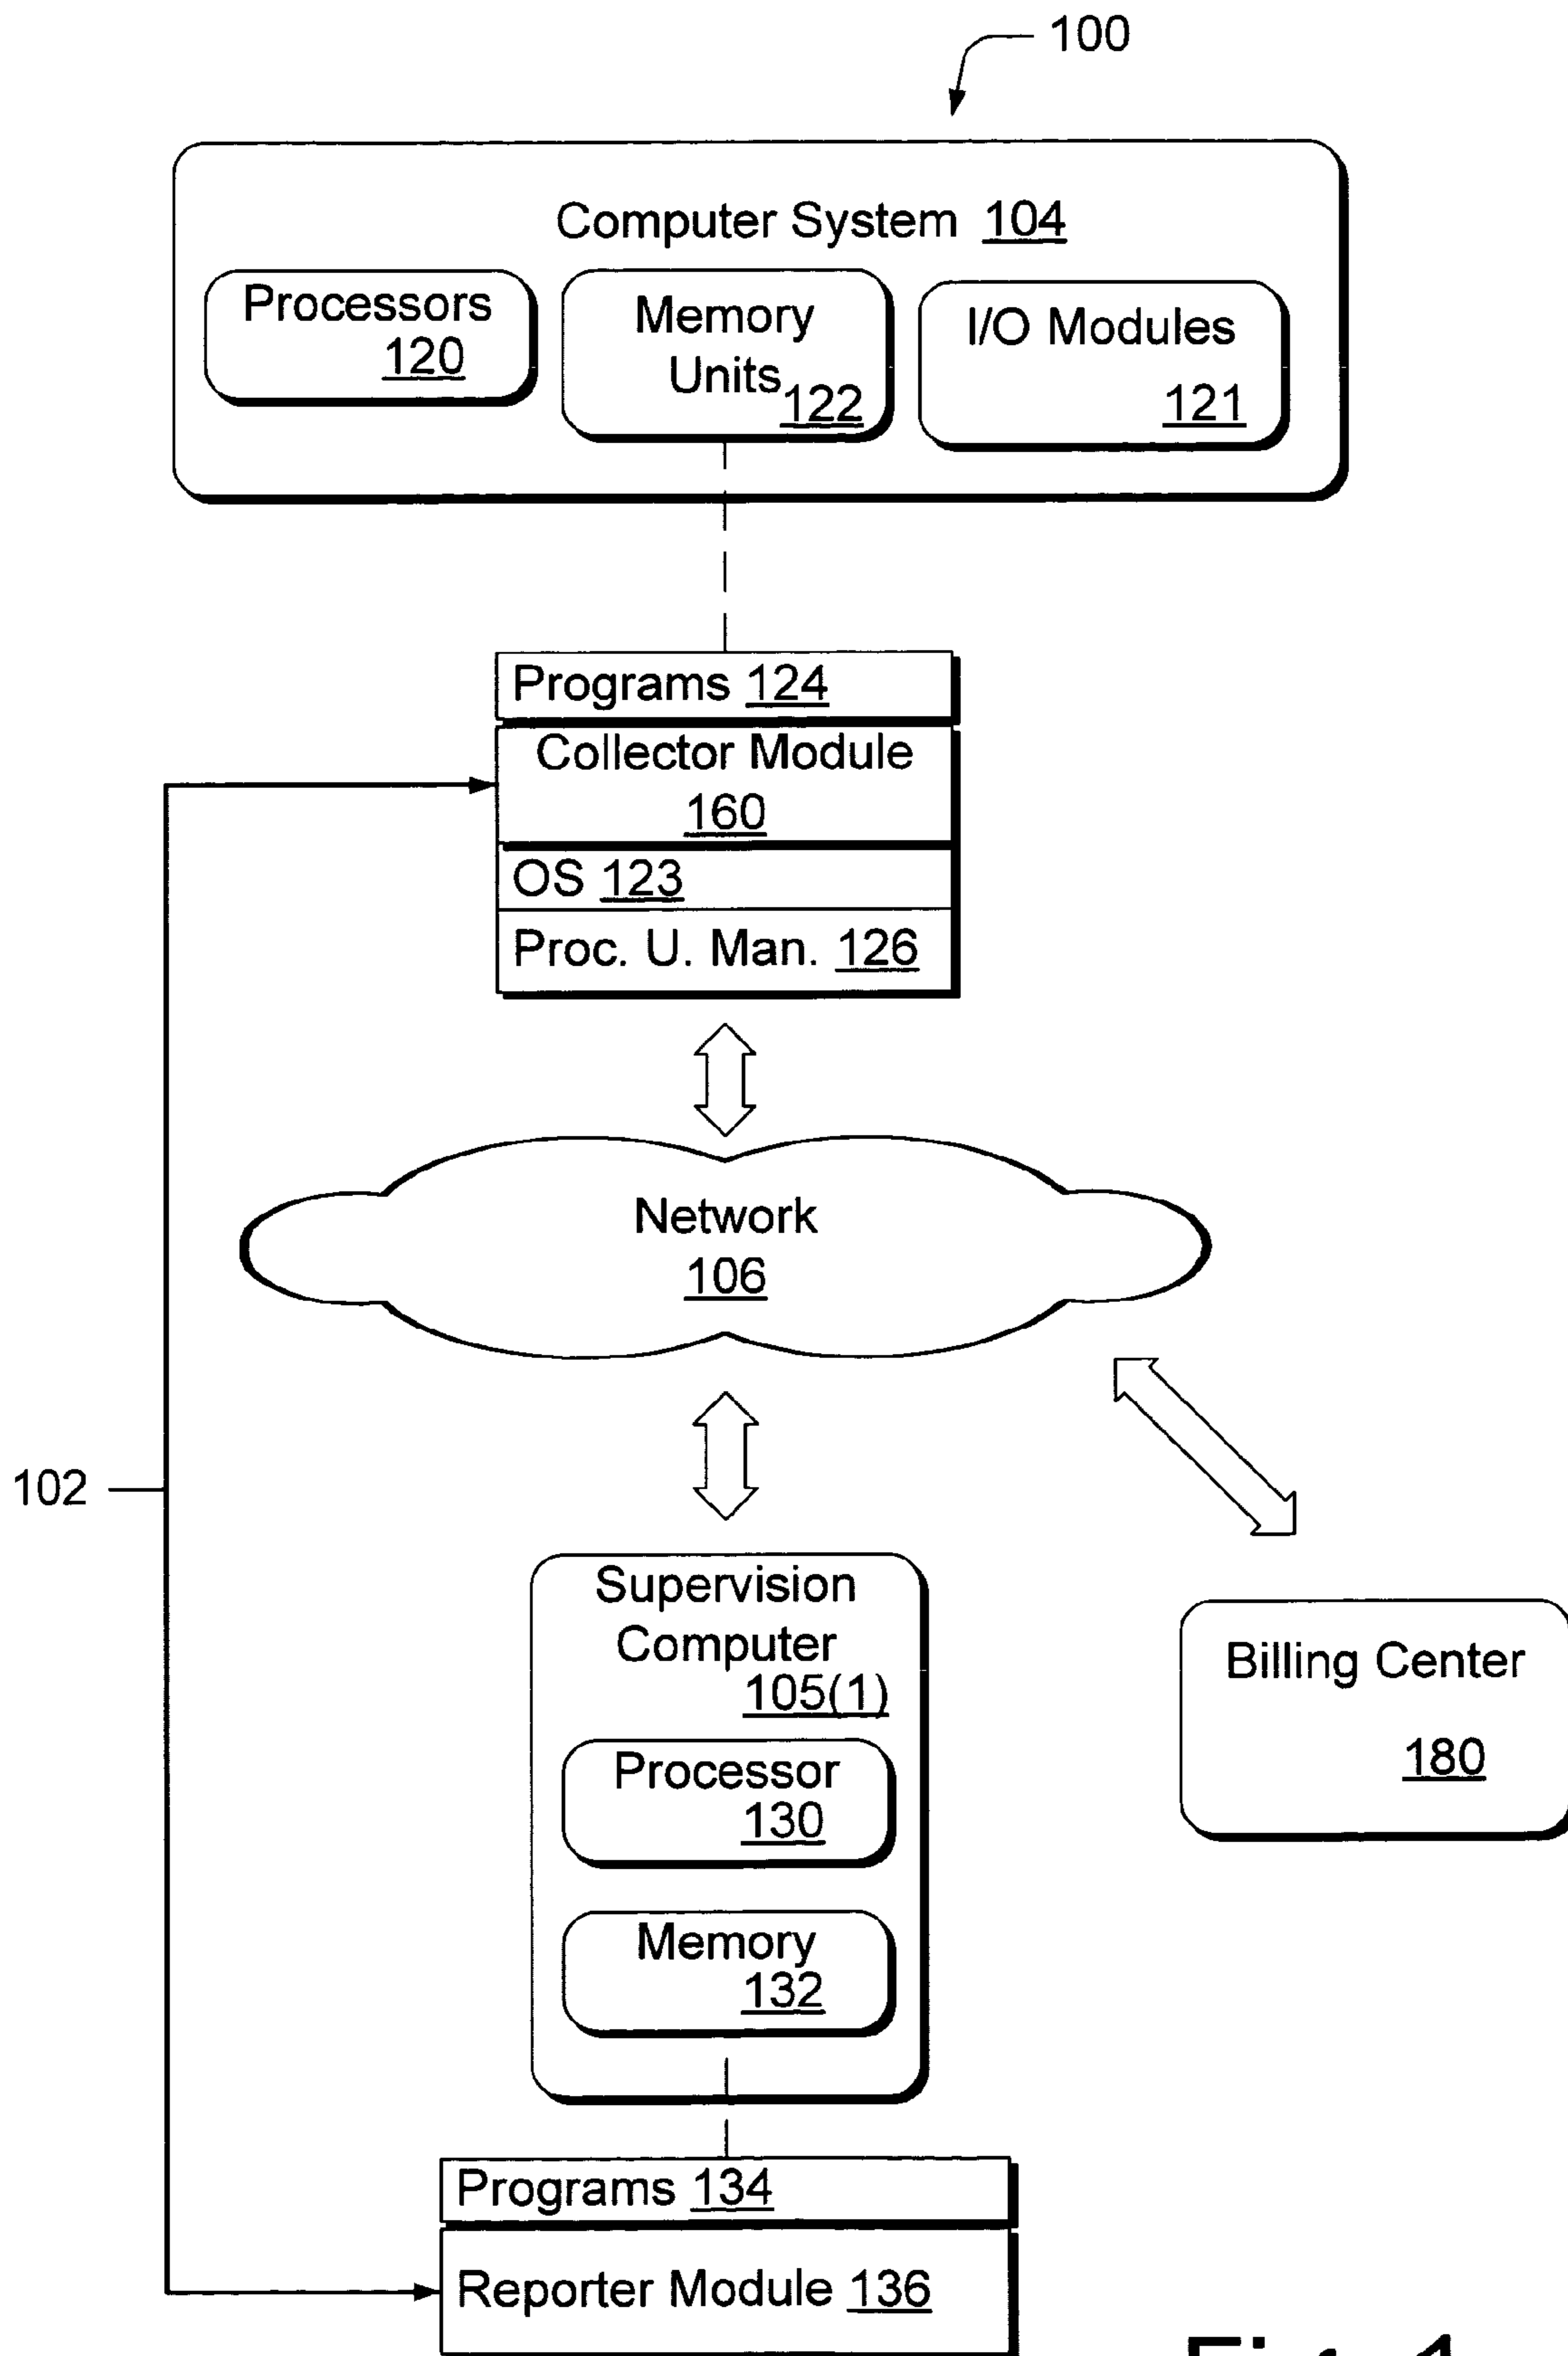 100
Computer System 104
Processors
120
Memory
Units
122
I/O Modules
121
Programs 124
Collector Module
160
OS 123
Proc. U. Man. 126
Network
106
102
Supervision
Computer
105(1)
Processor
130
Memory
132
Billing Center
180
Programs 134
Reporter Module 136